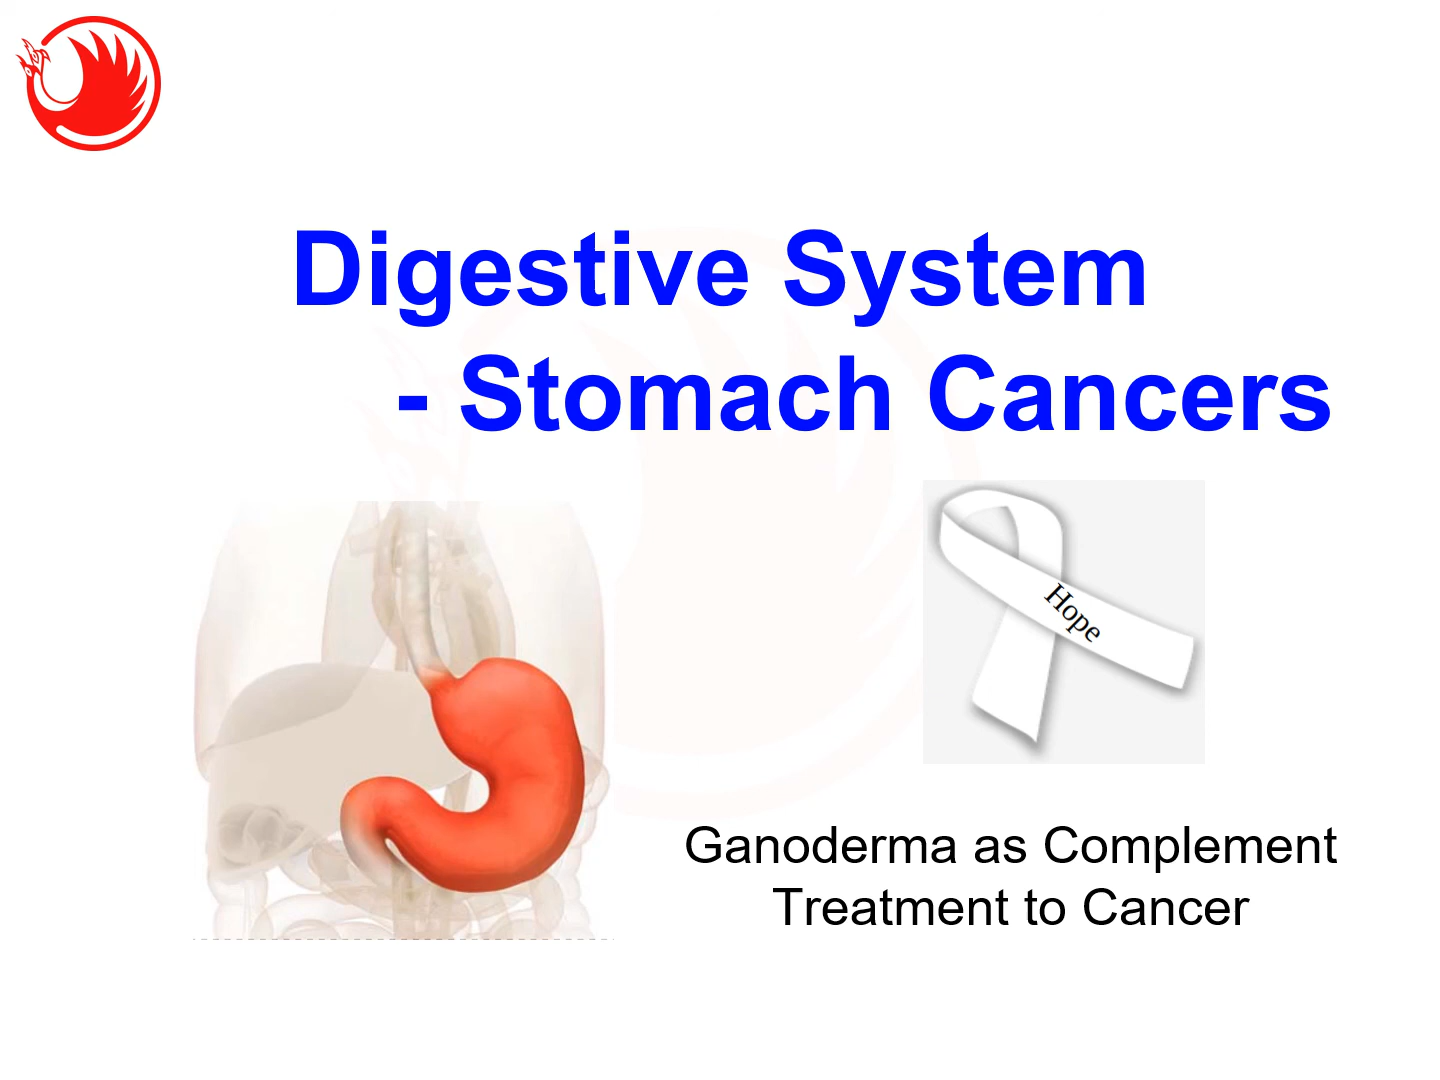 Digestive System
- Stomach Cancers
Hope
Ganoderma as Complement
Treatment to Cancer